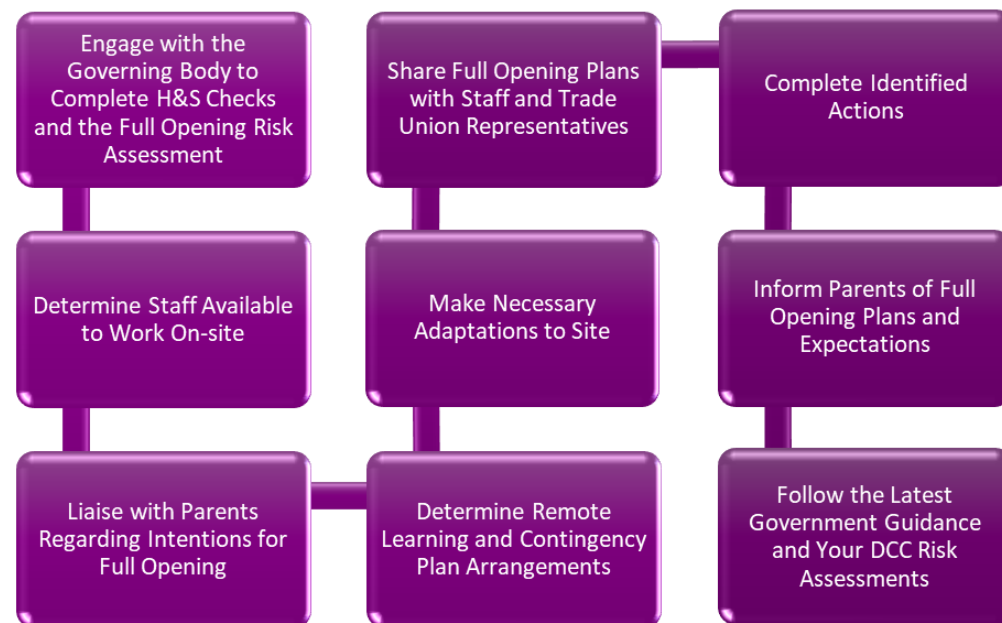 Engage with the
Governing Body to
Complete H&S Checks
and the Full Opening Risk
Assessment
Determine Staff Available
to Work On-site
Liaise with Parents
Regarding Intentions for
Full Opening
Determine Remote
Learning and Contingency
Plan Arrangements
Make Necessary
Adaptations to Site
Share Full Opening Plans
with Staff and Trade
Union Representatives
Complete Identified
Actions
Inform Parents of Full
Opening Plans and
Expectations
Follow the Latest
Government Guidance
and Your DCC Risk
Assessments